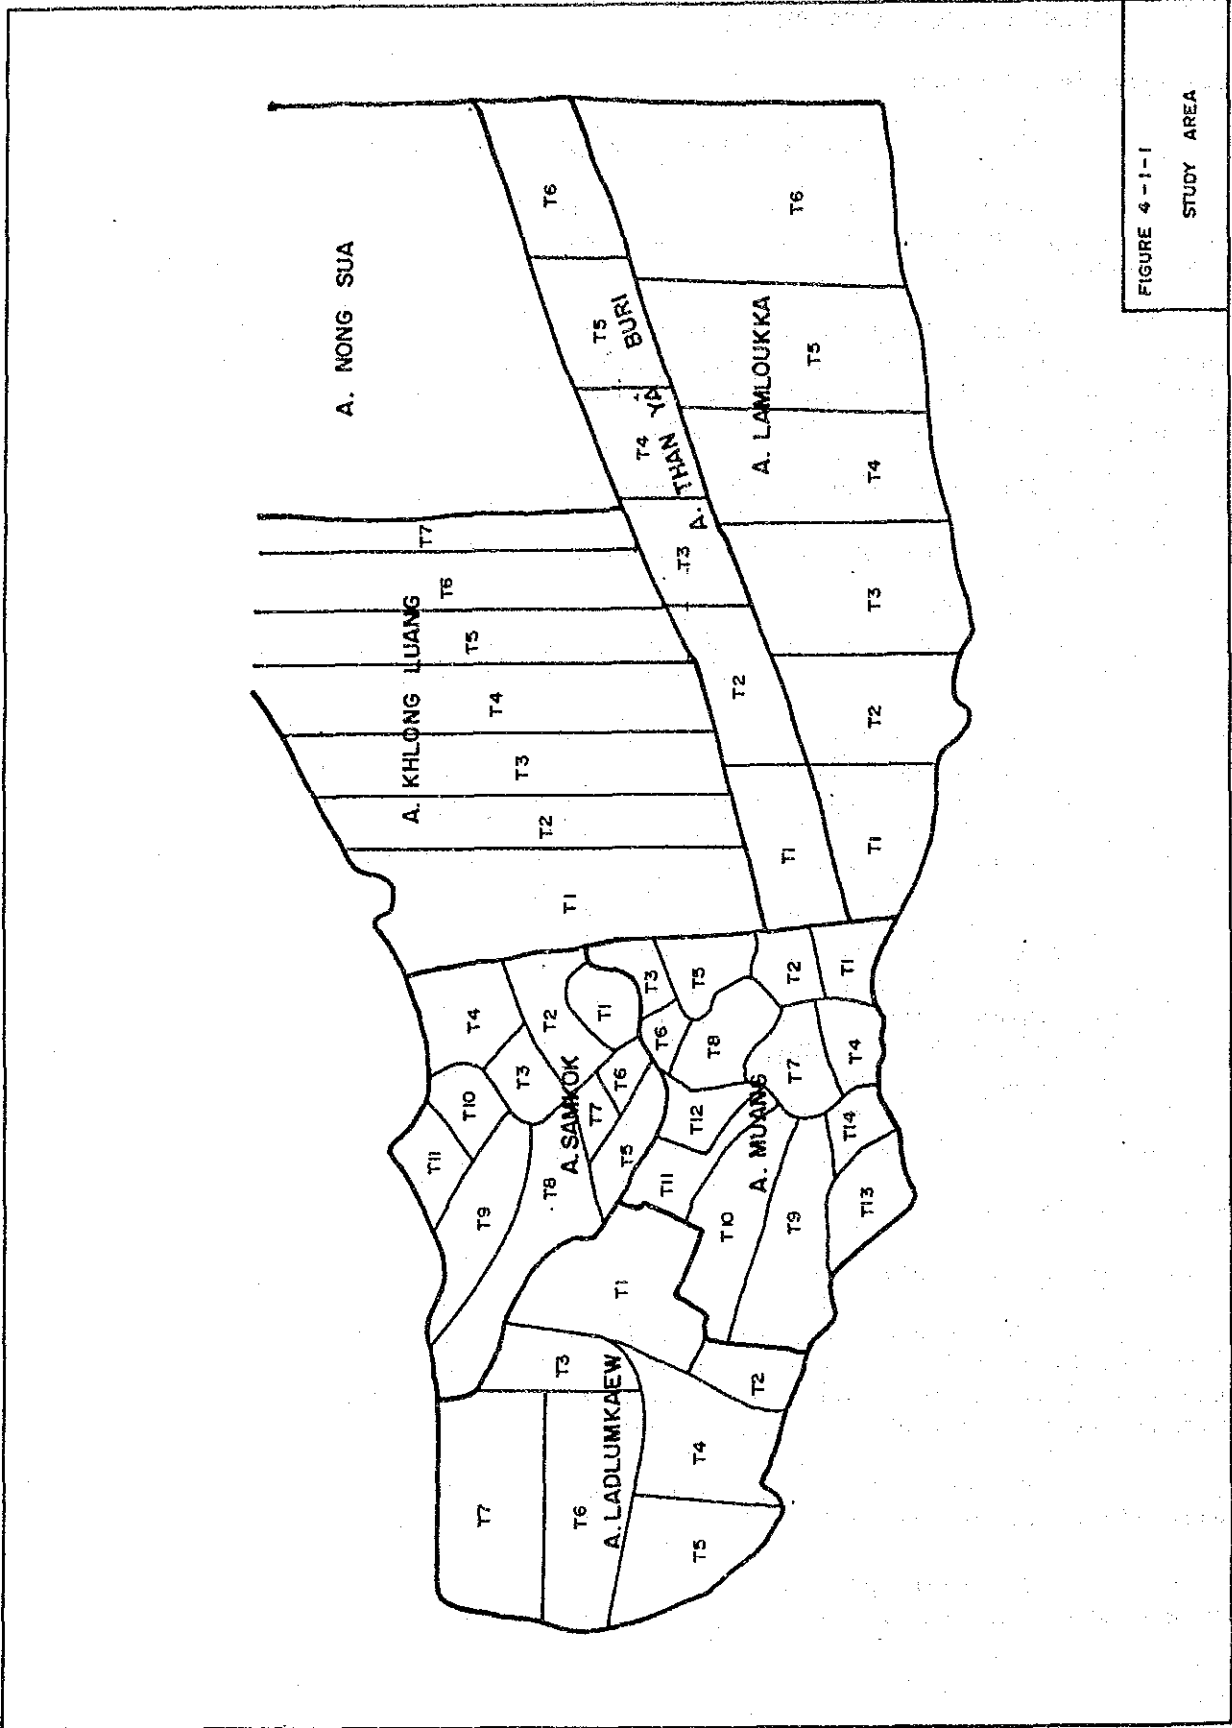 A. NONG SUA
A. KHLONG LUANG
T1
T2
T3
T4
T5
T6
T7
A. THAN YA BURI
T1
T2
T3
T4
T5
T6
A. LAMLOUKKA
T1
T2
T3
T4
T5
T6
A. SAMKOK
T11
T10
T4
T9
T3
T2
T8
T7
T6
T1
T5
A. MUANG
T3
T6
T5
T12
T8
T11
T10
T7
T2
T9
T14
T4
T1
T13
A. LADLUMKAEW
T7
T3
T1
T6
T4
T2
T5
FIGURE 4-1-1
STUDY AREA